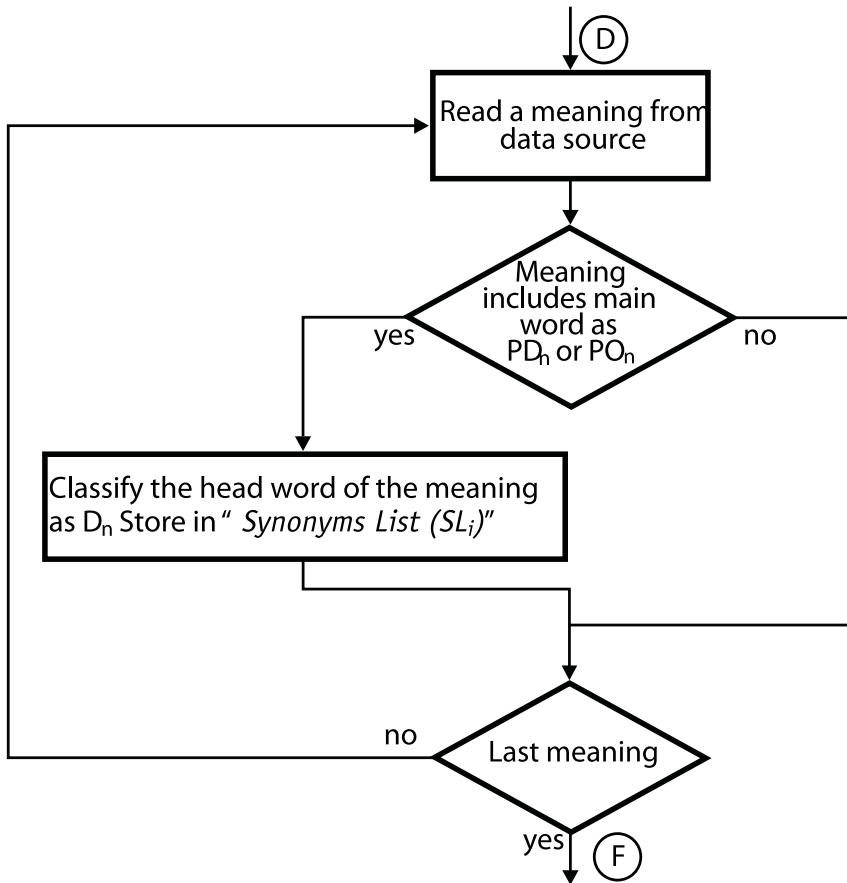 D
Read a meaning from
data source
Meaning
includes main
word as
PDn or POn
yes
no
Classify the head word of the meaning
as Dn Store in “ Synonyms List (SLi)”
no
Last meaning
yes
F